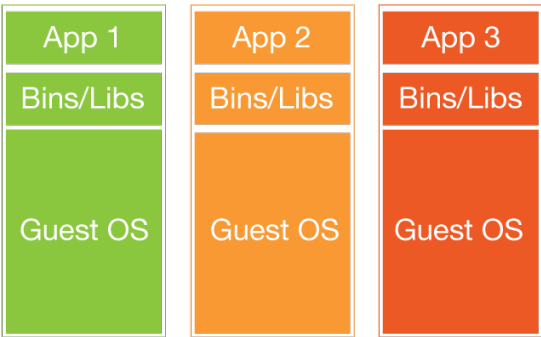 App 1
App 2
App 3
Bins/Libs
Bins/Libs
Bins/Libs
Guest OS
Guest OS
Guest OS